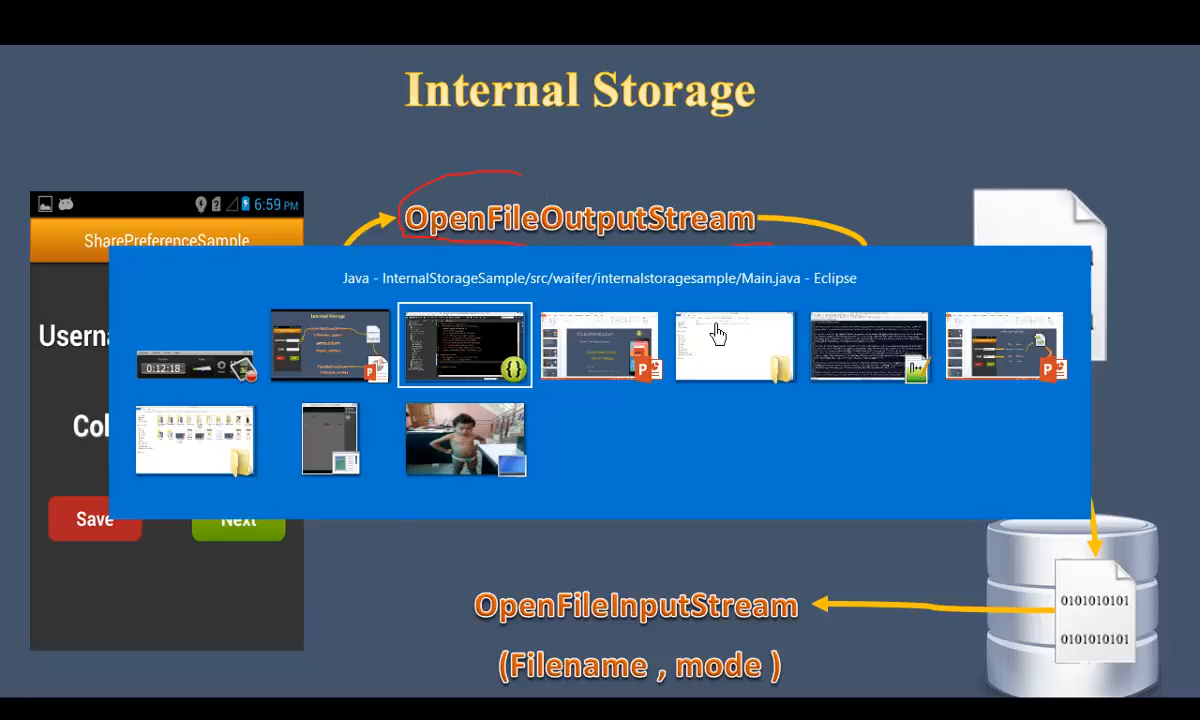 Internal Storage
6:59 PM
OpenFileOutputStream
SharePreferenceSample
Java - InternalStorageSample/src/waifer/internalstoragesample/Main.java - Eclipse
Userna
0:12:18
Col
Save
Next
OpenFileInputStream
(Filename , mode )
0101010101
0101010101